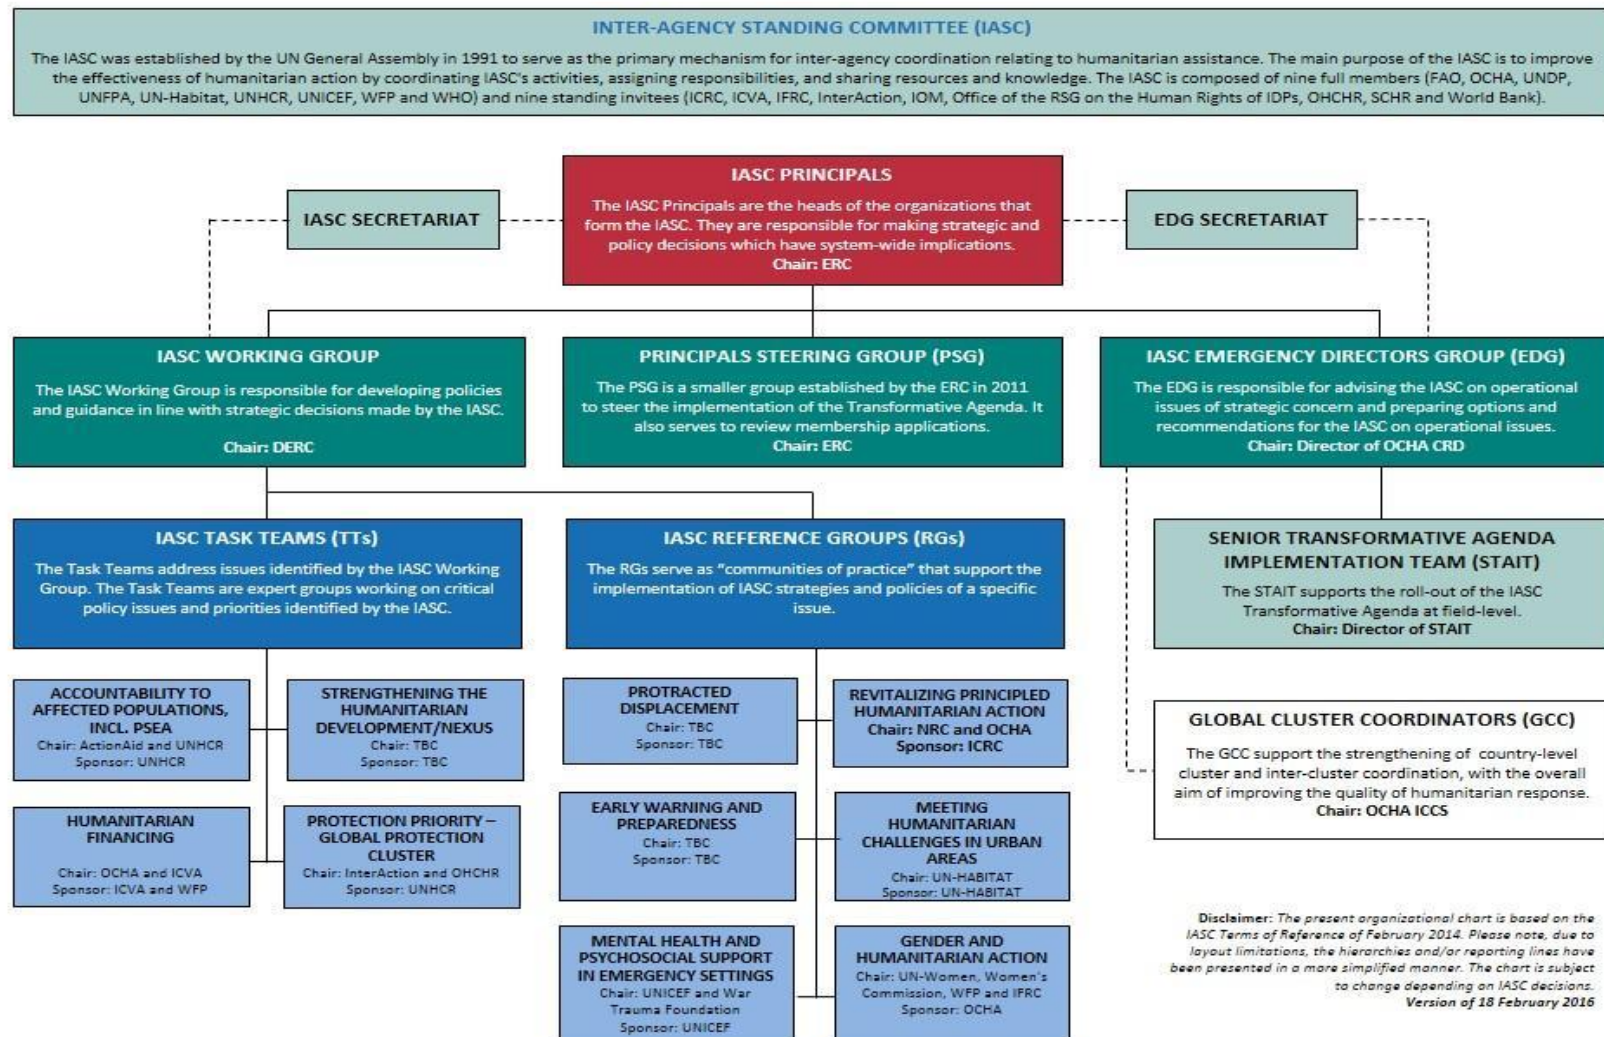 INTER-AGENCY STANDING COMMITTEE (IASC)
The IASC was established by the UN General Assembly in 1991 to serve as the primary mechanism for inter-agency coordination relating to humanitarian assistance. The main purpose of the IASC is to improve
the effectiveness of humanitarian action by coordinating IASC's activities, assigning responsibilities, and sharing resources and knowledge. The IASC is composed of nine full members (FAO, OCHA, UNDP,
UNFPA, UN-Habitat, UNHCR, UNICEF, WFP and WHO) and nine standing invitees (ICRC, ICVA, IFRC, InterAction, IOM, Office of the RSG on the Human Rights of IDPs, OHCHR, SCHR and World Bank).
IASC SECRETARIAT
IASC PRINCIPALS
The IASC Principals are the heads of the organizations that
form the IASC. They are responsible for making strategic and
policy decisions which have system-wide implications.
Chair: ERC
EDG SECRETARIAT
IASC WORKING GROUP
The IASC Working Group is responsible for developing policies
and guidance in line with strategic decisions made by the IASC.
Chair: DERC
PRINCIPALS STEERING GROUP (PSG)
The PSG is a smaller group established by the ERC in 2011
to steer the implementation of the Transformative Agenda. It
also serves to review membership applications.
Chair: ERC
IASC EMERGENCY DIRECTORS GROUP (EDG)
The EDG is responsible for advising the IASC on operational
issues of strategic concern and preparing options and
recommendations for the IASC on operational issues.
Chair: Director of OCHA CRD
IASC TASK TEAMS (TTs)
The Task Teams address issues identified by the IASC Working
Group. The Task Teams are expert groups working on critical
policy issues and priorities identified by the IASC.
IASC REFERENCE GROUPS (RGs)
The RGs serve as "communities of practice" that support the
implementation of IASC strategies and policies of a specific
issue.
SENIOR TRANSFORMATIVE AGENDA
IMPLEMENTATION TEAM (STAIT)
The STAIT supports the roll-out of the IASC
Transformative Agenda at field-level.
Chair: Director of STAIT
ACCOUNTABILITY TO
AFFECTED POPULATIONS,
INCL. PSEA
Chair: ActionAid and UNHCR
Sponsor: UNHCR
STRENGTHENING THE
HUMANITARIAN
DEVELOPMENT/NEXUS
Chair: TBC
Sponsor: TBC
PROTRACTED
DISPLACEMENT
Chair: TBC
Sponsor: TBC
REVITALIZING PRINCIPLED
HUMANITARIAN ACTION
Chair: NRC and OCHA
Sponsor: ICRC
GLOBAL CLUSTER COORDINATORS (GCC)
The GCC support the strengthening of country-level
cluster and inter-cluster coordination, with the overall
aim of improving the quality of humanitarian response.
Chair: OCHA ICCS
HUMANITARIAN
FINANCING
Chair: OCHA and ICVA
Sponsor: ICVA and WFP
PROTECTION PRIORITY –
GLOBAL PROTECTION
CLUSTER
Chair: InterAction and OHCHR
Sponsor: UNHCR
EARLY WARNING AND
PREPAREDNESS
Chair: TBC
Sponsor: TBC
MEETING
HUMANITARIAN
CHALLENGES IN URBAN
AREAS
Chair: UN-HABITAT
Sponsor: UN-HABITAT
MENTAL HEALTH AND
PSYCHOSOCIAL SUPPORT
IN EMERGENCY SETTINGS
Chair: UNICEF and War
Trauma Foundation
Sponsor: UNICEF
GENDER AND
HUMANITARIAN ACTION
Chair: UN-Women, Women's
Commission, WFP and IFRC
Sponsor: OCHA
Disclaimer: The present organizational chart is based on the
IASC Terms of Reference of February 2014. Please note, due to
layout limitations, the hierarchies and/or reporting lines have
been presented in a more simplified manner. The chart is subject
to change depending on IASC decisions.
Version of 18 February 2016